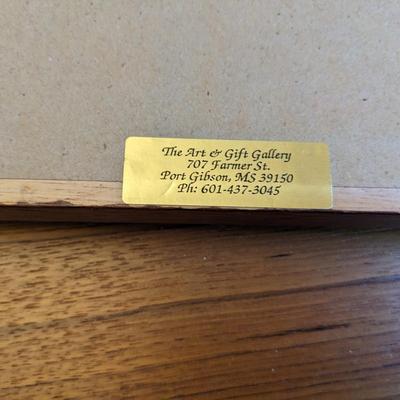 The Art & Gift Gallery
707 Farmer St.
Port Gibson, MS 39150
Ph: 601-437-3045